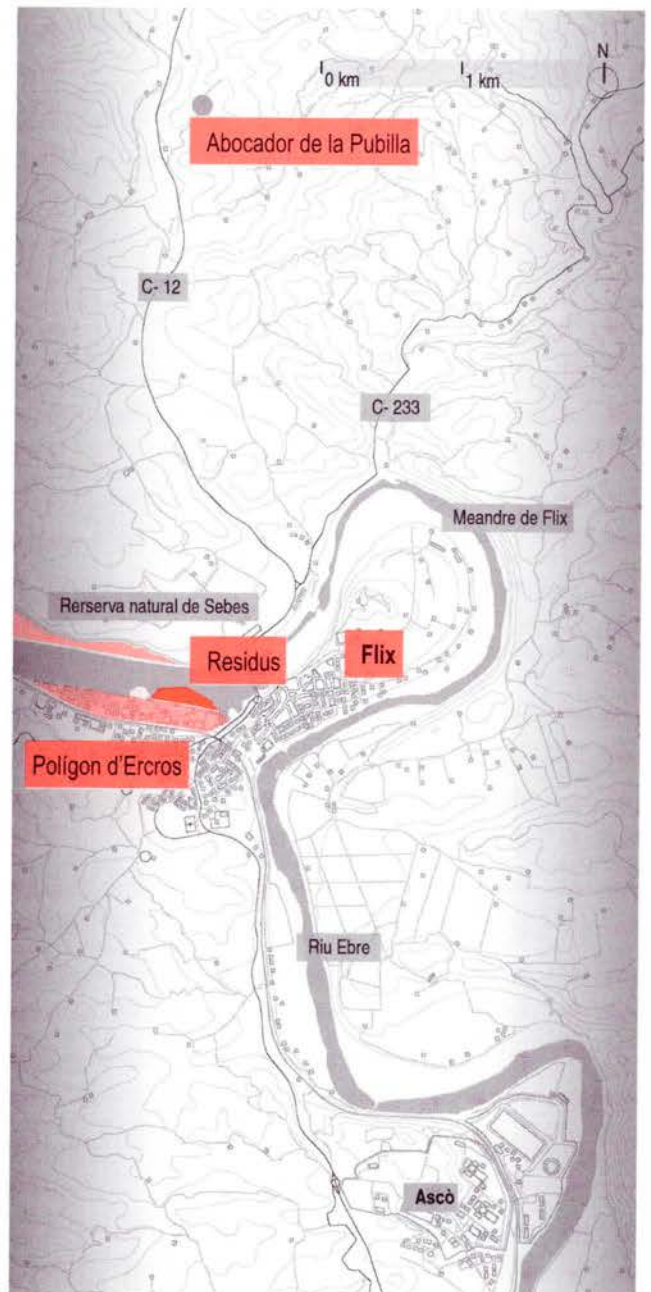 N
0 km
1 km
Abocador de la Pubilla
C- 12
C- 233
Meandre de Flix
Rerserva natural de Sebes
Residus
Flix
Polígon d'Ercros
Riu Ebre
Ascò